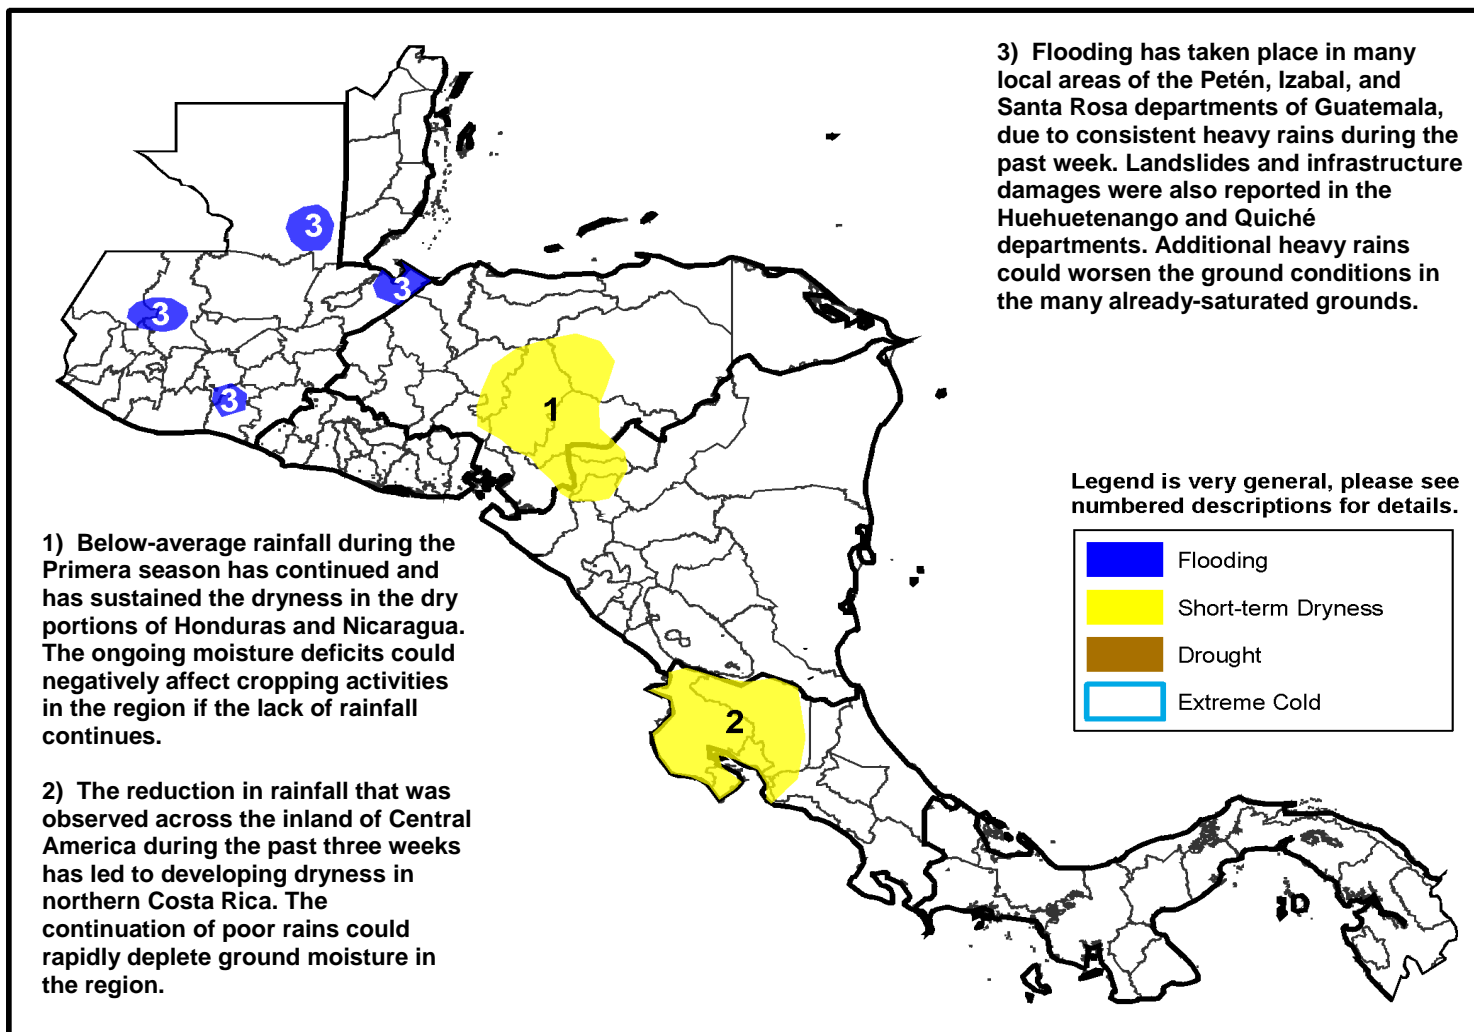 3) Flooding has taken place in many
local areas of the Petén, Izabal, and
Santa Rosa departments of Guatemala,
due to consistent heavy rains during the
past week. Landslides and infrastructure
damages were also reported in the
Huehuetenango and Quiché
departments. Additional heavy rains
could worsen the ground conditions in
the many already-saturated grounds.
3
3
3
3
1
2
Legend is very general, please see
numbered descriptions for details.
Flooding
Short-term Dryness
Drought
Extreme Cold
1) Below-average rainfall during the
Primera season has continued and
has sustained the dryness in the dry
portions of Honduras and Nicaragua.
The ongoing moisture deficits could
negatively affect cropping activities
in the region if the lack of rainfall
continues.
2) The reduction in rainfall that was
observed across the inland of Central
America during the past three weeks
has led to developing dryness in
northern Costa Rica. The
continuation of poor rains could
rapidly deplete ground moisture in
the region.